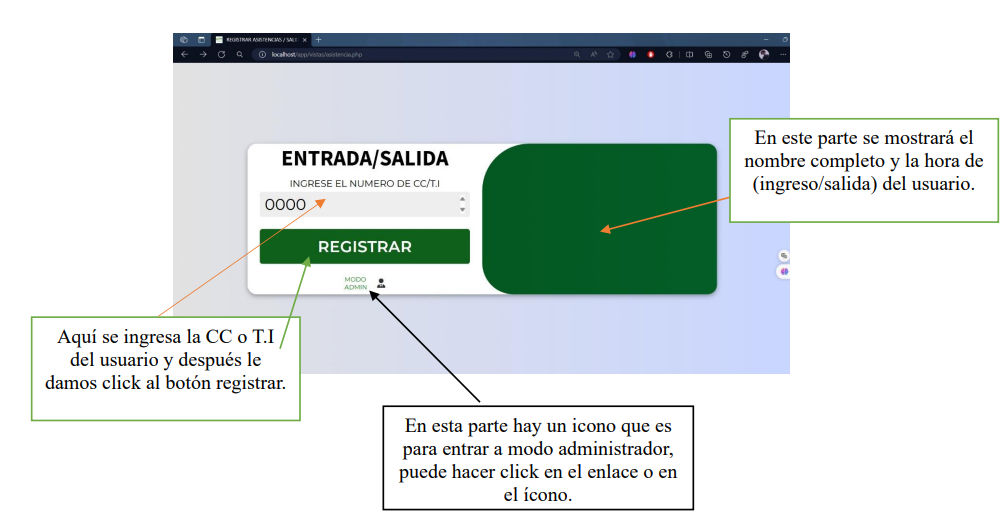 REGISTRAR ASISTENCIAS / SALI
localhost/app/vistas/asistencia.php
ENTRADA/SALIDA
INGRESE EL NUMERO DE CC/T.I
0000
REGISTRAR
MODO
ADMIN
En este parte se mostrará el
nombre completo y la hora de
(ingreso/salida) del usuario.
Aquí se ingresa la CC o T.I
del usuario y después le
damos click al botón registrar.
En esta parte hay un icono que es
para entrar a modo administrador,
puede hacer click en el enlace o en
el ícono.